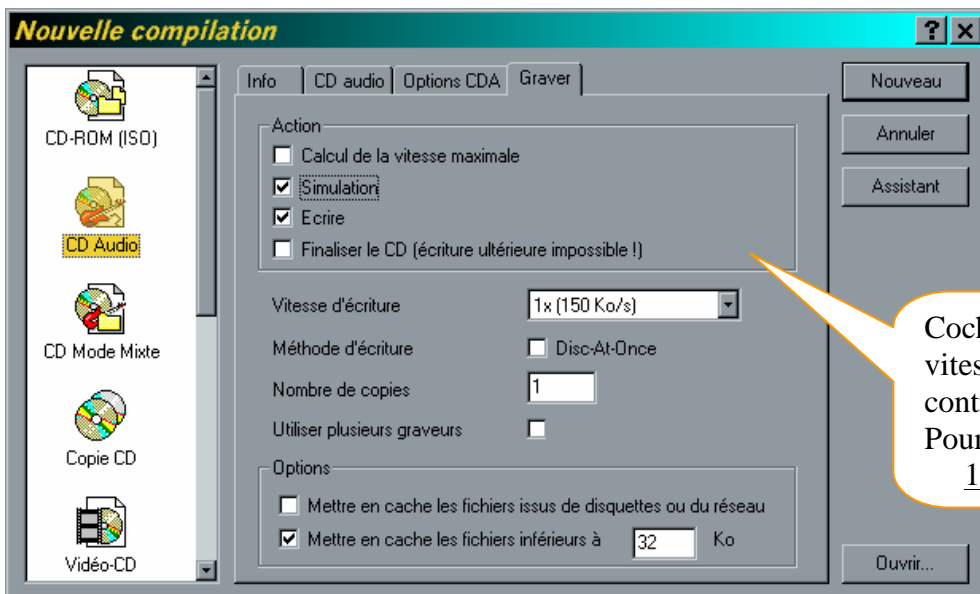 Nouvelle compilation
CD-ROM (ISO)
CD Audio
CD Mode Mixte
Copie CD
Vidéo-CD
Info
CD audio
Options CDA
Graver
Action
Calcul de la vitesse maximale
Simulation
Ecrire
Finaliser le CD (écriture ultérieure impossible !)
Vitesse d'écriture
1x (150 Ko/s)
Méthode d'écriture
Disc-At-Once
Nombre de copies
1
Utiliser plusieurs graveurs
Options
Mettre en cache les fichiers issus de disquettes ou du réseau
Mettre en cache les fichiers inférieurs à 32 Ko
Nouveau
Annuler
Assistant
Ouvrir...
Pour
1